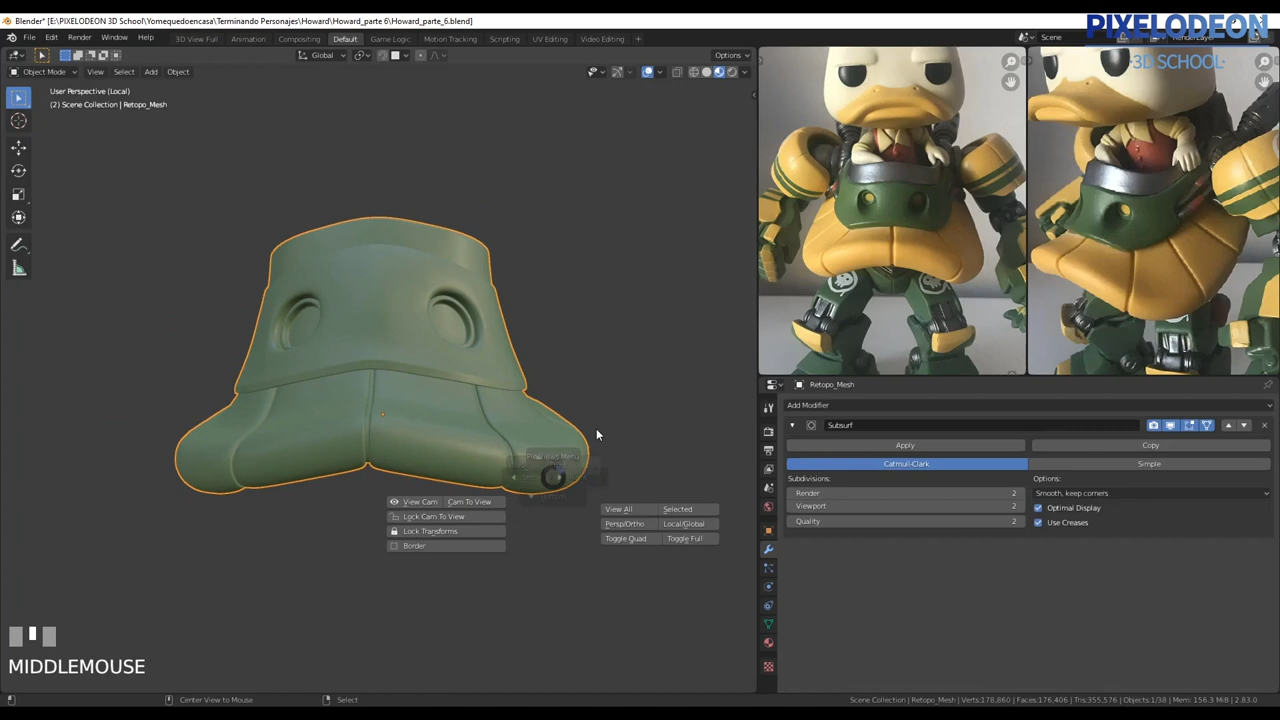 Blender* [E:\PIXELODEON 3D School\Yomequedoencasa\Terminando Personajes\Howard\Howard_parte 6\Howard_parte_6.blend]
PIXELODEON
·3D SCHOOL·
File Edit Render Window Help
3D View Full Animation Compositing Default Game Logic Motion Tracking Scripting UV Editing Video Editing +
Scene
Global
Options
Object Mode View Select Add Object
User Perspective (Local)
(2) Scene Collection | Retopo_Mesh
Retopo_Mesh
Add Modifier
Subsurf
Apply Copy
Catmull-Clark Simple
Subdivisions: Options:
Render 2 Smooth, keep corners
Viewport 2 Optimal Display
Quality 2 Use Creases
View Cam Cam To View
Lock Cam To View
Lock Transforms
Border
View All Selected
Persp/Ortho Local/Global
Toggle Quad Toggle Full
MIDDLEMOUSE
Center View to Mouse Select
Scene Collection | Retopo_Mesh | Verts:178,860 | Faces:176,406 | Tris:355,576 | Objects:1/38 | Mem: 156.3 MiB | 2.83.0